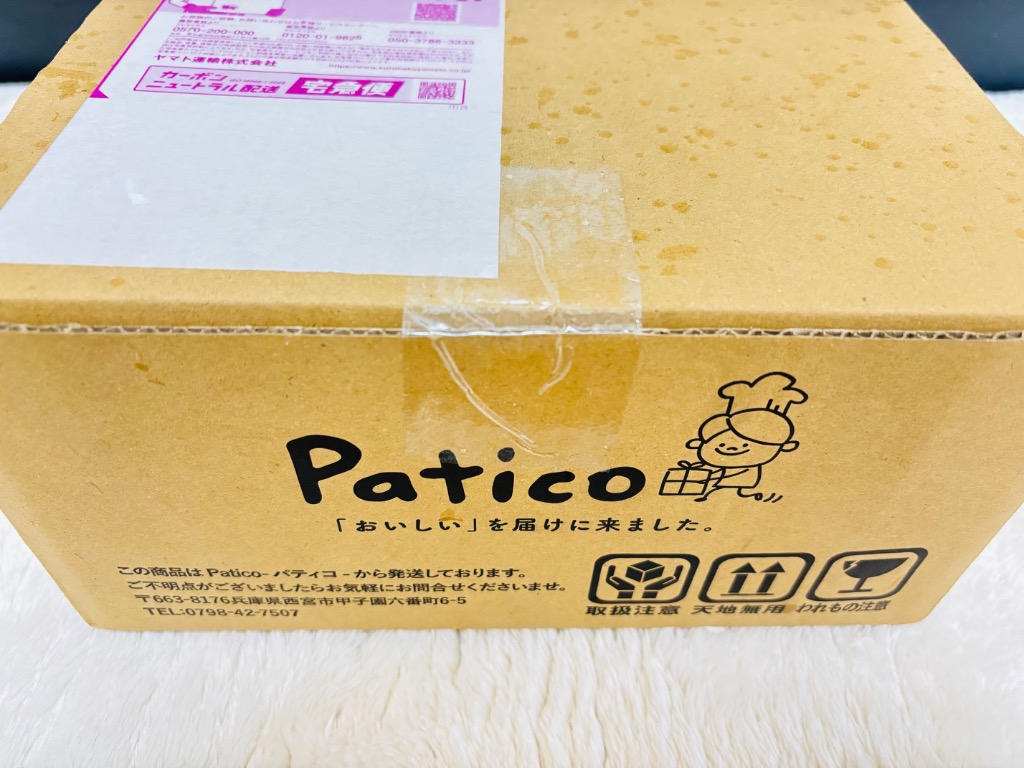 0570-200-000
0120-01-9625
050-3786-3333
ヤマト運輸株式会社
カーボン
ニュートラル配送
宅急便
Patico
「おいしい」を届けに来ました。
この商品は Patico- パティコ - から発送しております。
ご不明点がございましたらお気軽にお問合せくださいませ。
〒663-8176兵庫県西宮市甲子園六番町6-5
TEL:0798-42-7507
取扱注意 天地無用 われもの注意